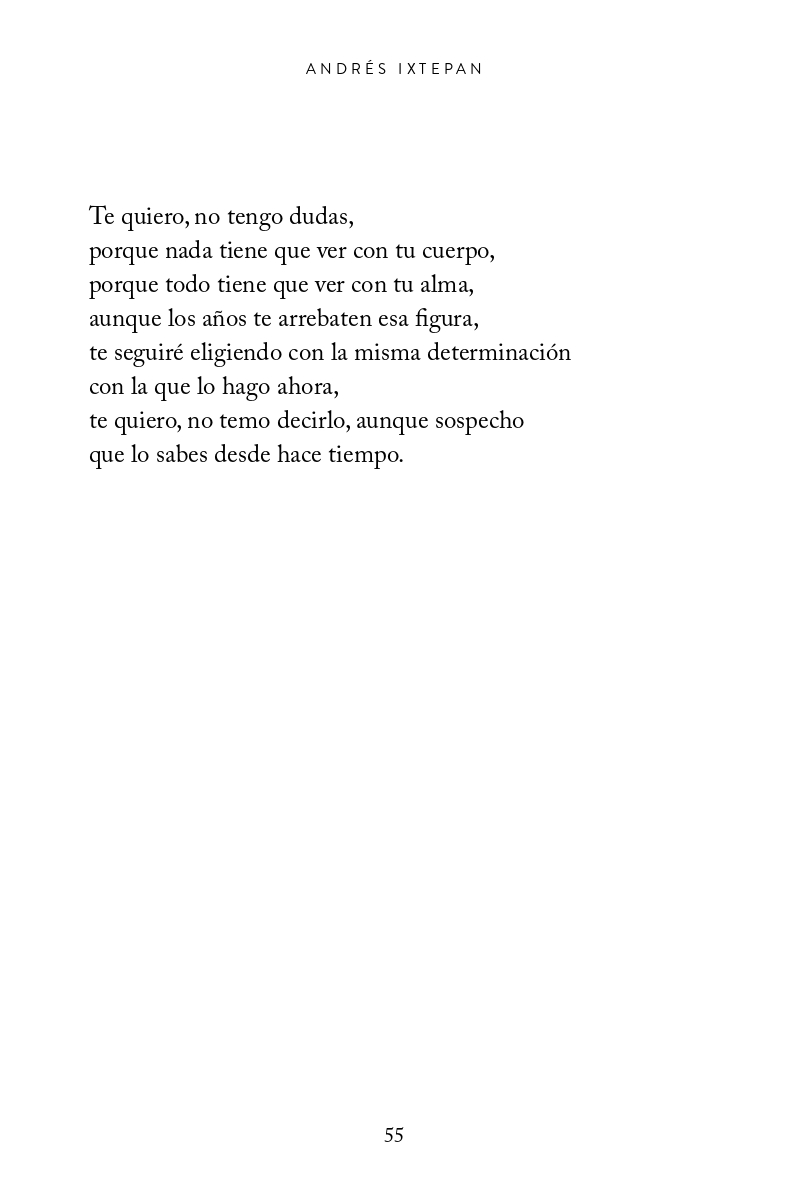 ANDRÉS IXTEPAN
Te quiero, no tengo dudas,
porque nada tiene que ver con tu cuerpo,
porque todo tiene que ver con tu alma,
aunque los años te arrebaten esa figura,
te seguiré eligiendo con la misma determinación
con la que lo hago ahora,
te quiero, no temo decirlo, aunque sospecho
que lo sabes desde hace tiempo.
55